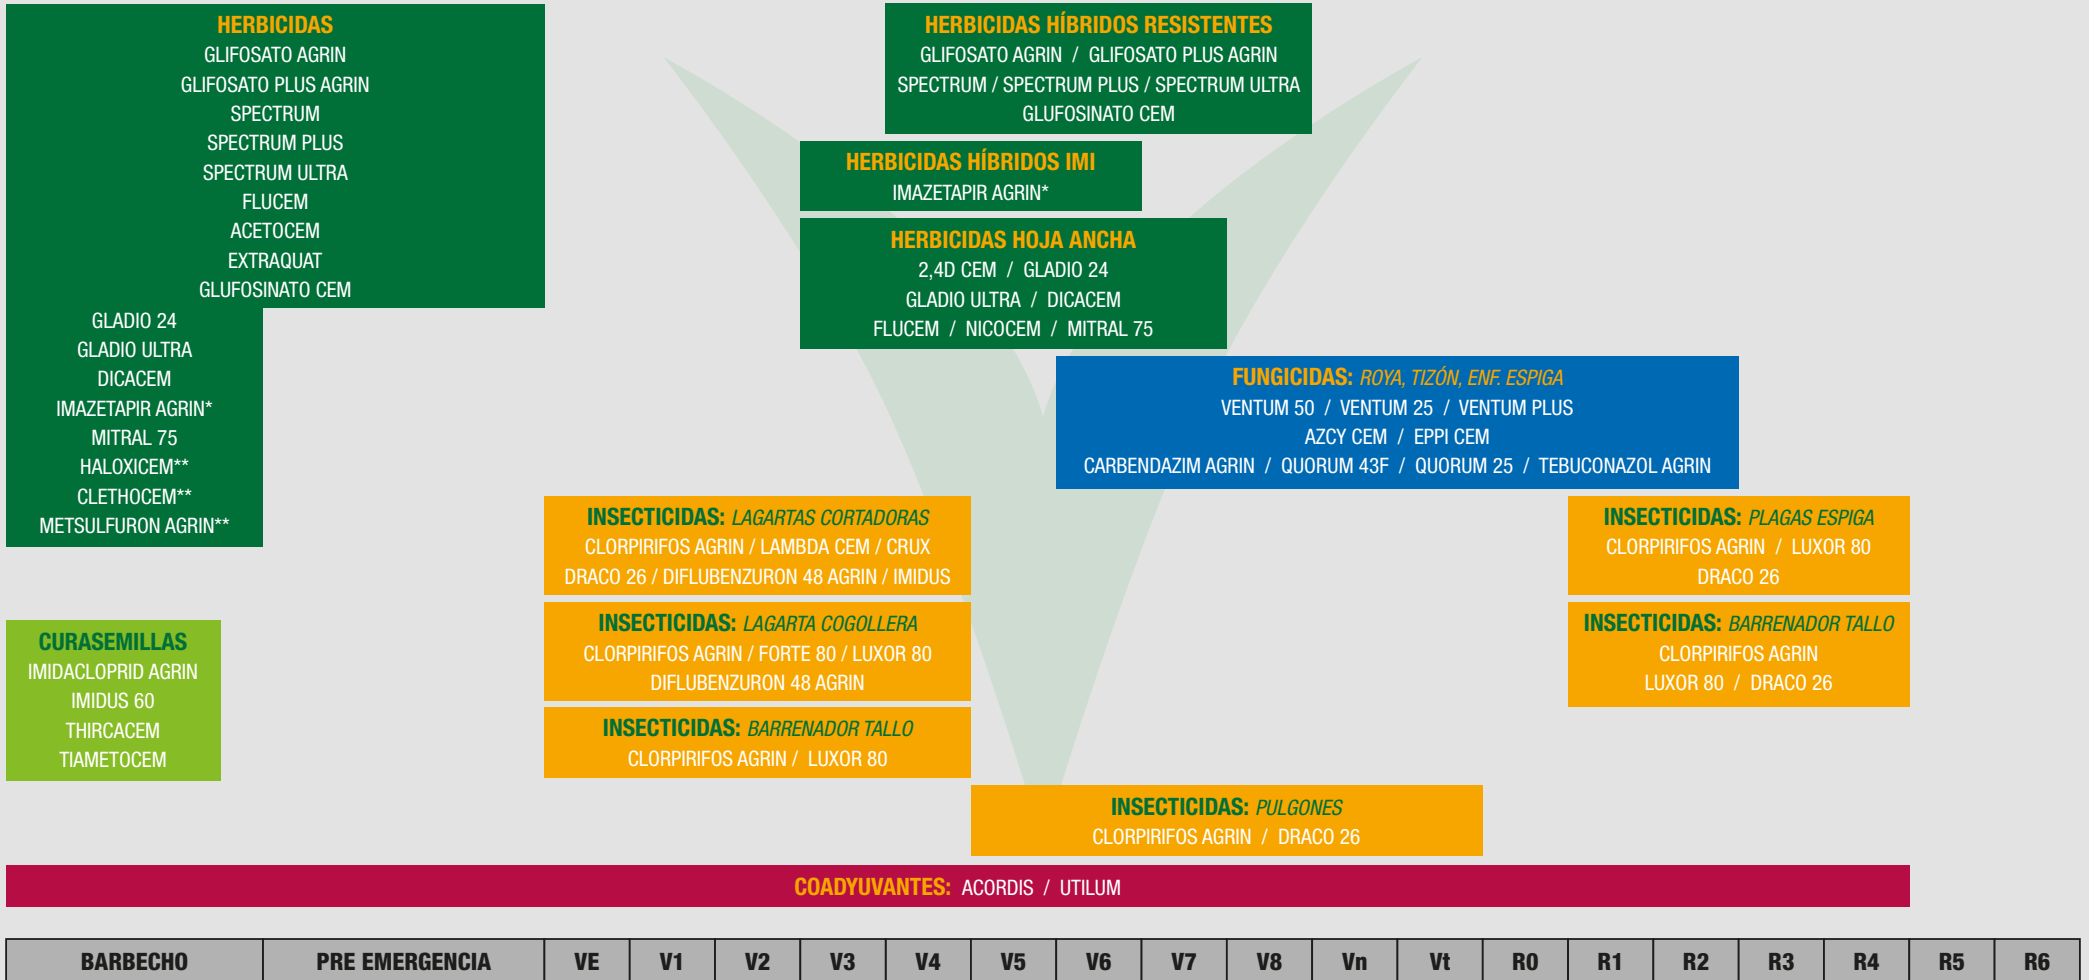 HERBICIDAS
GLIFOSATO AGRIN
GLIFOSATO PLUS AGRIN
SPECTRUM
SPECTRUM PLUS
SPECTRUM ULTRA
FLUCEM
ACETOCEM
EXTRAQUAT
GLUFOSINATO CEM
GLADIO 24
GLADIO ULTRA
DICACEM
IMAZETAPIR AGRIN*
MITRAL 75
HALOXICEM**
CLETHOCEM**
METSULFURON AGRIN**
HERBICIDAS HÍBRIDOS RESISTENTES
GLIFOSATO AGRIN / GLIFOSATO PLUS AGRIN
SPECTRUM / SPECTRUM PLUS / SPECTRUM ULTRA
GLUFOSINATO CEM
HERBICIDAS HÍBRIDOS IMI
IMAZETAPIR AGRIN*
HERBICIDAS HOJA ANCHA
2,4D CEM / GLADIO 24
GLADIO ULTRA / DICACEM
FLUCEM / NICOCEM / MITRAL 75
FUNGICIDAS: ROYA, TIZÓN, ENF. ESPIGA
VENTUM 50 / VENTUM 25 / VENTUM PLUS
AZCY CEM / EPPI CEM
CARBENDAZIM AGRIN / QUORUM 43F / QUORUM 25 / TEBUCONAZOL AGRIN
INSECTICIDAS: LAGARTAS CORTADORAS
CLORPIRIFOS AGRIN / LAMBDA CEM / CRUX
DRACO 26 / DIFLUBENZURON 48 AGRIN / IMIDUS
INSECTICIDAS: PLAGAS ESPIGA
CLORPIRIFOS AGRIN / LUXOR 80
DRACO 26
INSECTICIDAS: LAGARTA COGOLLERA
CLORPIRIFOS AGRIN / FORTE 80 / LUXOR 80
DIFLUBENZURON 48 AGRIN
INSECTICIDAS: BARRENADOR TALLO
CLORPIRIFOS AGRIN
LUXOR 80 / DRACO 26
CURASEMILLAS
IMIDACLOPRID AGRIN
IMIDUS 60
THIRCACEM
TIAMETOCEM
INSECTICIDAS: BARRENADOR TALLO
CLORPIRIFOS AGRIN / LUXOR 80
INSECTICIDAS: PULGONES
CLORPIRIFOS AGRIN / DRACO 26
COADYUVANTES: ACORDIS / UTILUM
BARBECHO PRE EMERGENCIA VE V1 V2 V3 V4 V5 V6 V7 V8 Vn Vt R0 R1 R2 R3 R4 R5 R6